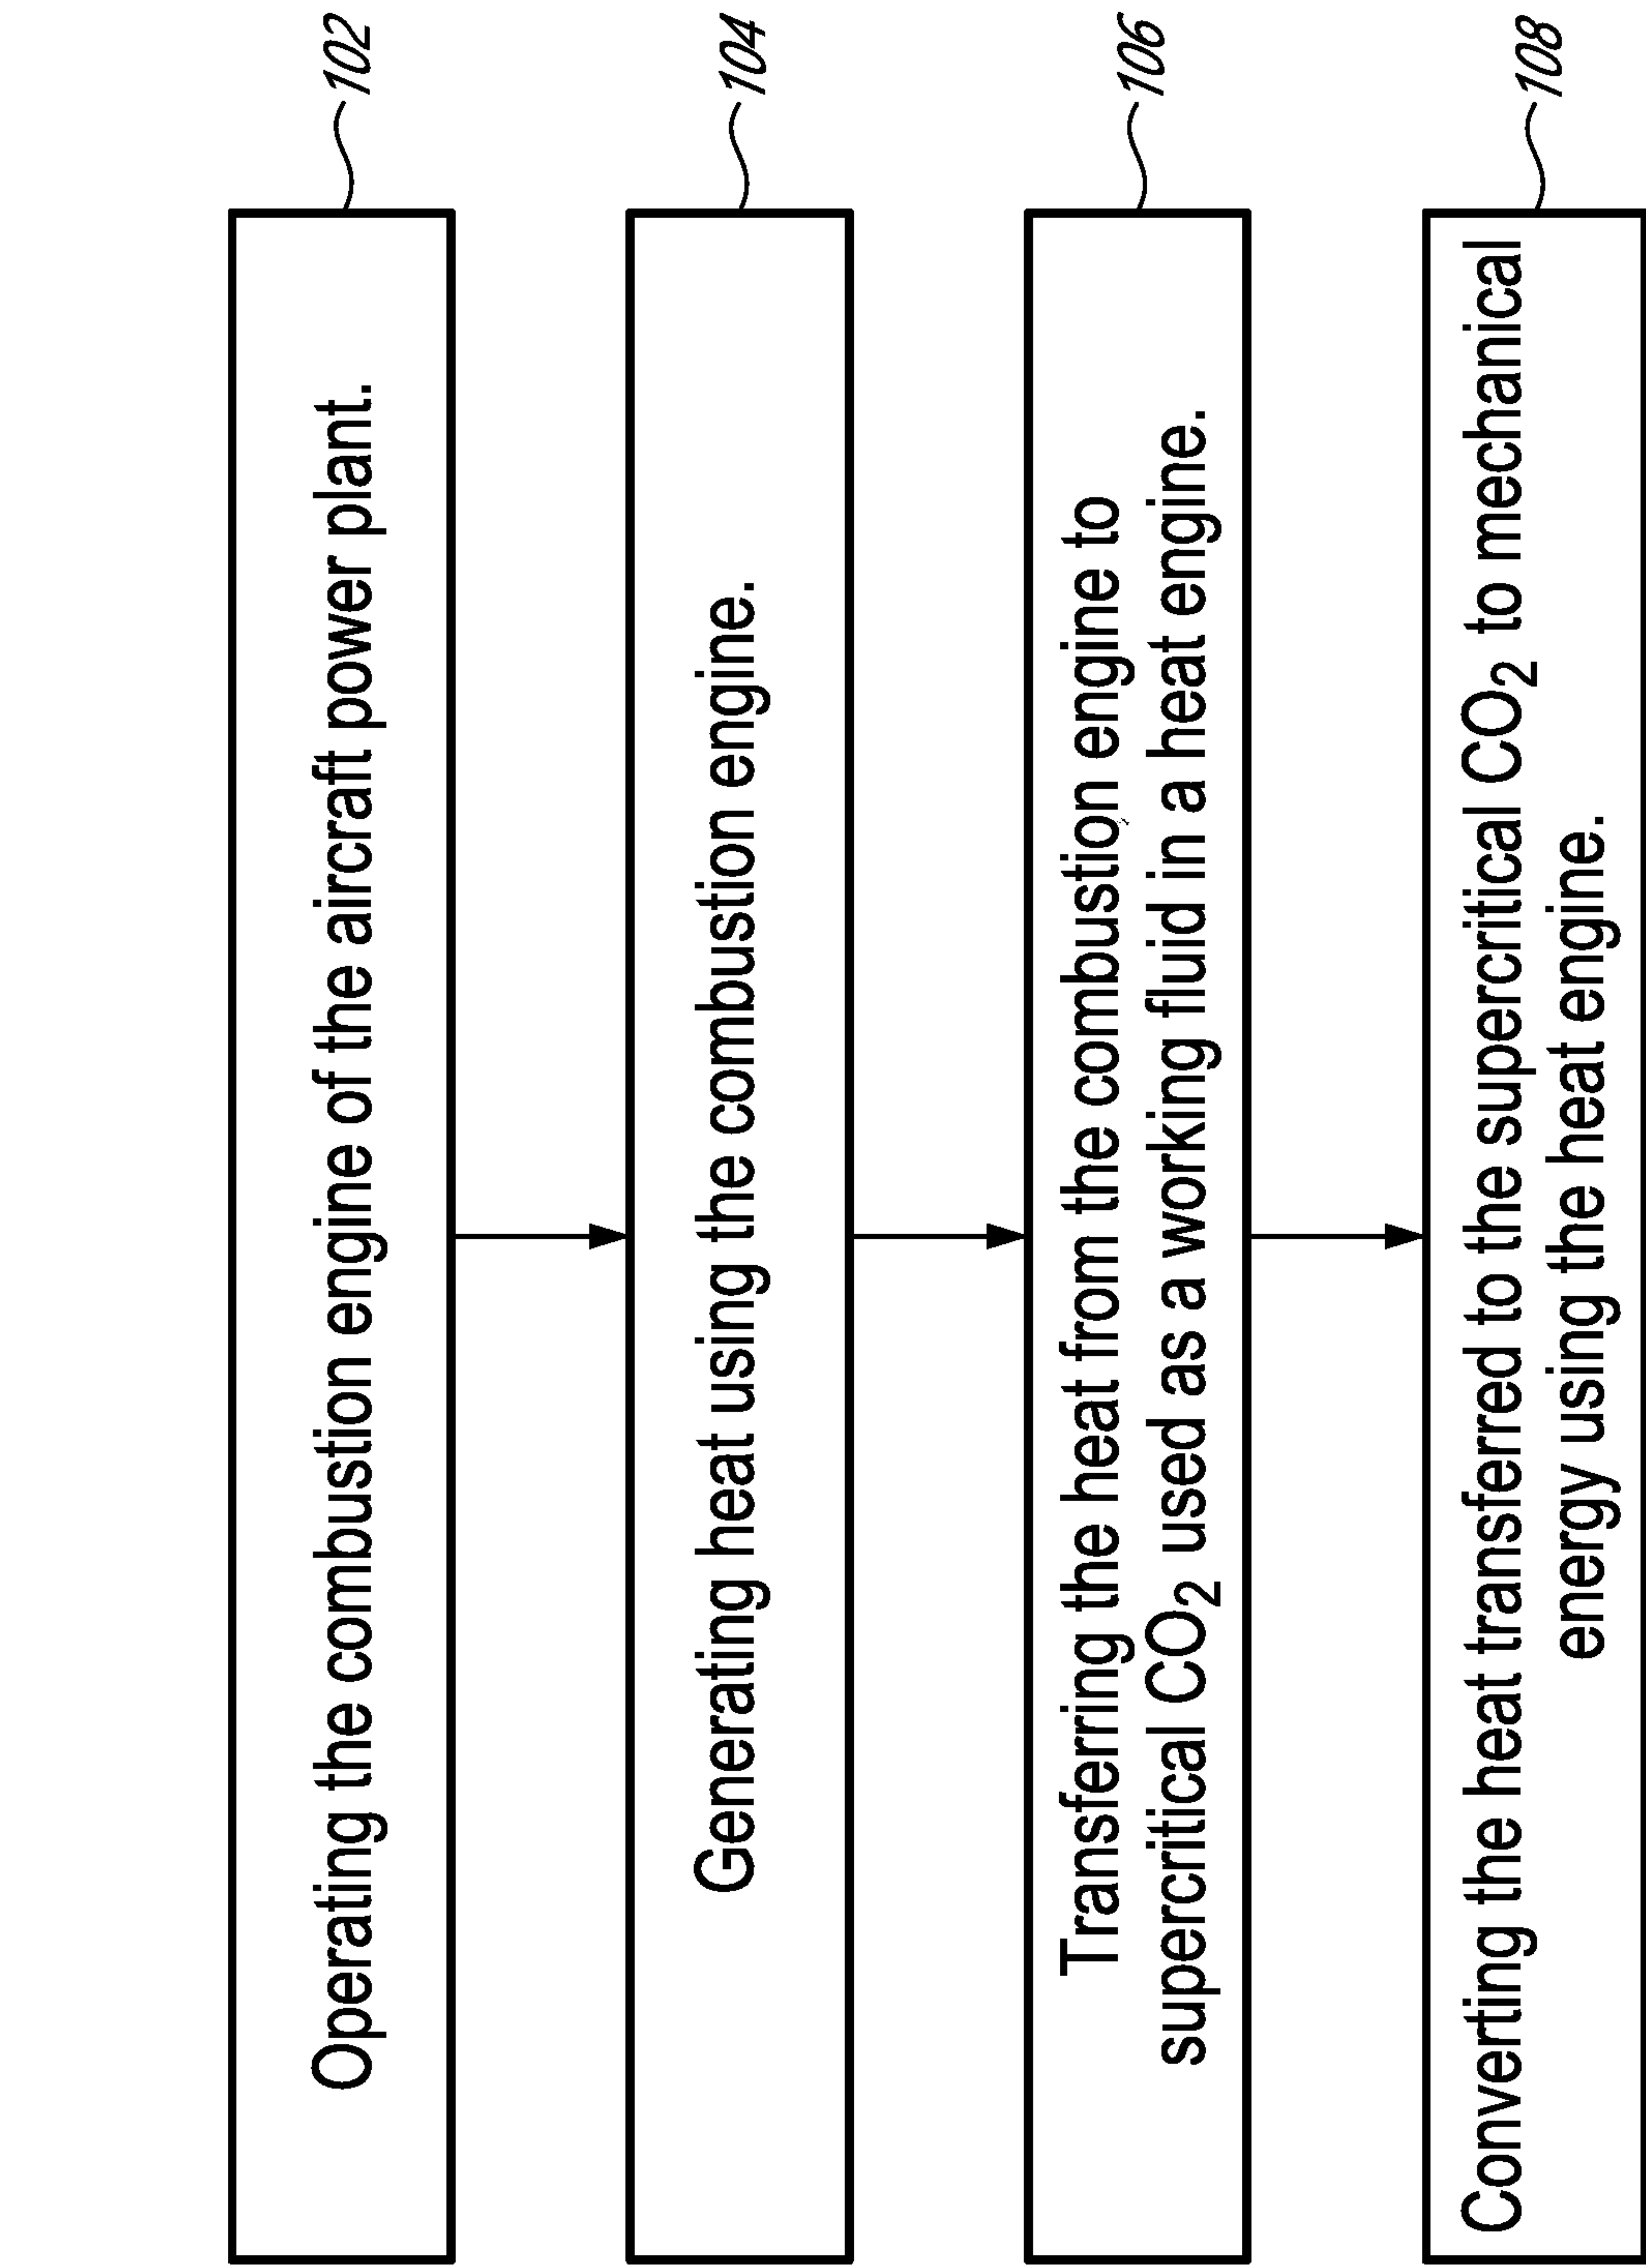 102
Operating the combustion engine of the aircraft power plant.
104
Generating heat using the combustion engine.
106
Transferring the heat from the combustion engine to
supercritical CO₂ used as a working fluid in a heat engine.
108
Converting the heat transferred to the supercritical CO₂ to mechanical
energy using the heat engine.